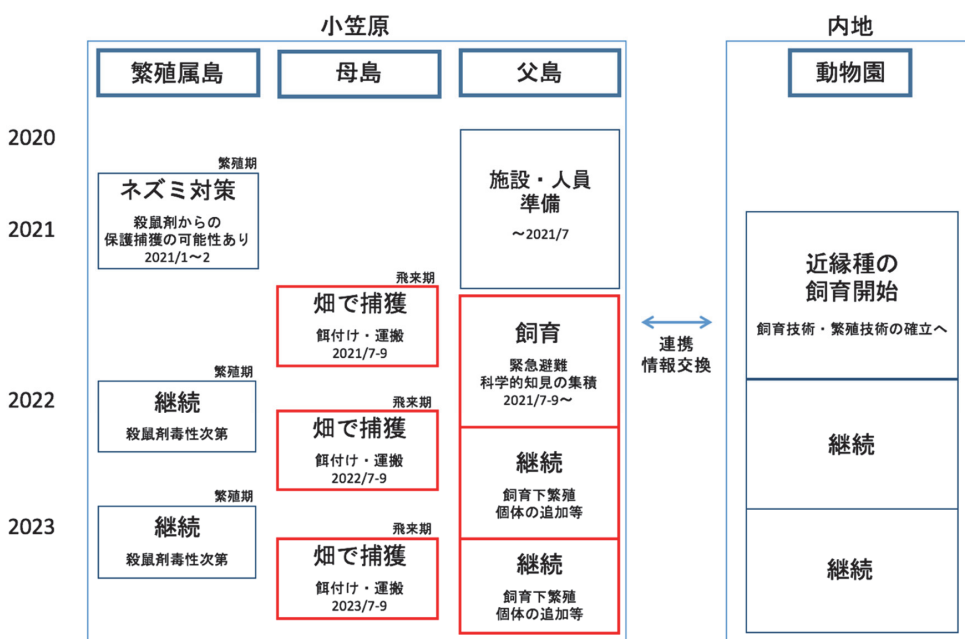 小笠原
内地
繁殖属島
母島
父島
動物園
2020
2021
2022
2023
繁殖期
ネズミ対策
殺鼠剤からの
保護捕獲の可能性あり
2021/1〜2
繁殖期
継続
殺鼠剤毒性次第
繁殖期
継続
殺鼠剤毒性次第
飛来期
畑で捕獲
餌付け・運搬
2021/7-9
飛来期
畑で捕獲
餌付け・運搬
2022/7-9
飛来期
畑で捕獲
餌付け・運搬
2023/7-9
施設・人員
準備
〜2021/7
飼育
緊急避難
科学的知見の集積
2021/7-9〜
継続
飼育下繁殖
個体の追加等
継続
飼育下繁殖
個体の追加等
連携
情報交換
近縁種の
飼育開始
飼育技術・繁殖技術の確立へ
継続
継続